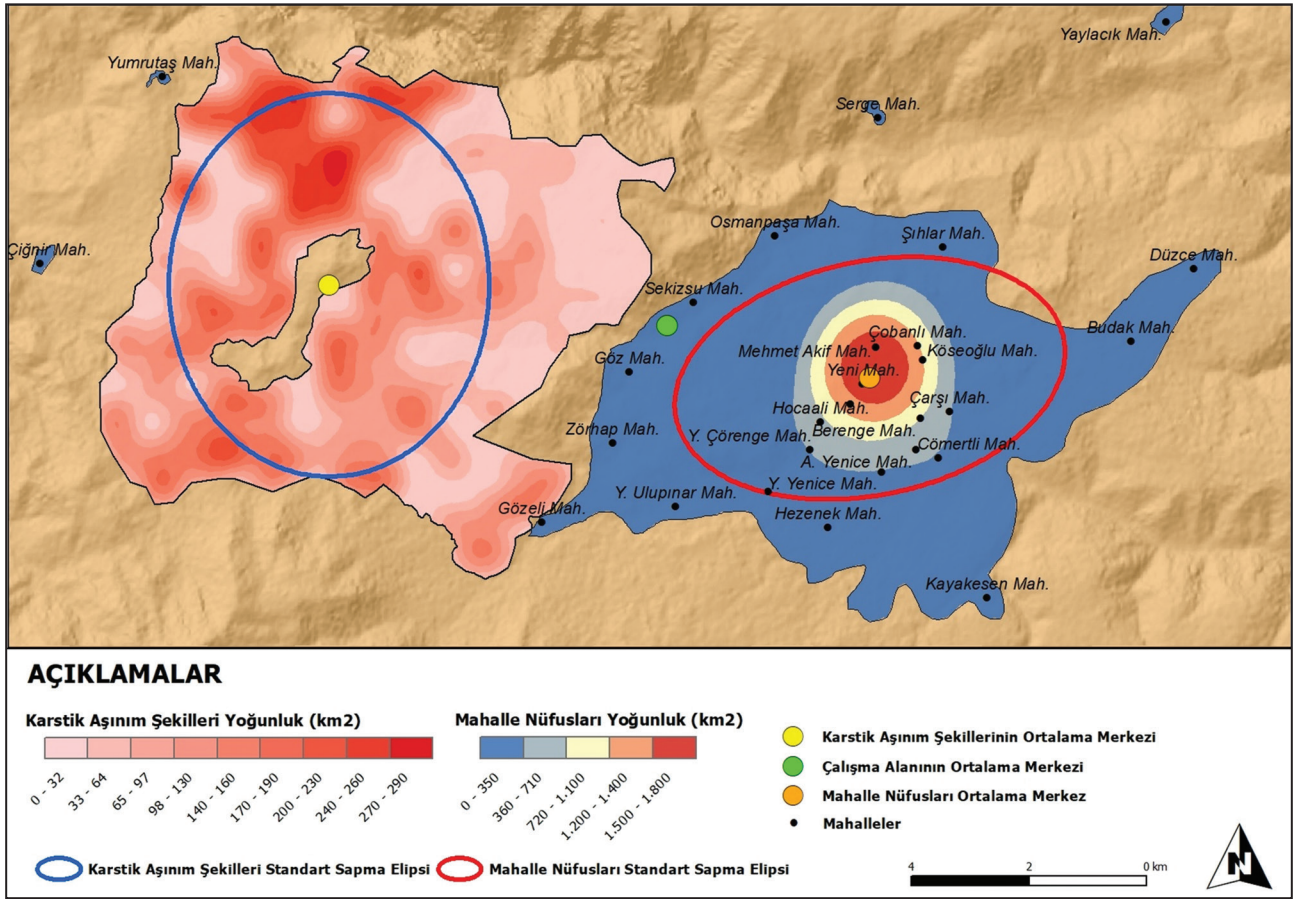 Yaylacık Mah.
Yumrutaş Mah.
Serge Mah.
Osmanpaşa Mah.
Şıhlar Mah.
Çiğnir Mah.
Düzce Mah.
Sekizsu Mah.
Budak Mah.
Çobanlı Mah.
Mehmet Akif Mah.
Köseoğlu Mah.
Göz Mah.
Yeni Mah.
Çarşı Mah.
Hocaali Mah.
Zörhap Mah.
Y. Çörenge Mah.
Berenge Mah.
Cömertli Mah.
A. Yenice Mah.
Y. Yenice Mah.
Y. Ulupınar Mah.
Gözeli Mah.
Hezenek Mah.
Kayakesen Mah.
AÇIKLAMALAR
Karstik Aşınım Şekilleri Yoğunluk (km2)
0 - 32
33 - 64
65 - 97
98 - 130
140 - 160
170 - 190
200 - 230
240 - 260
270 - 290
Mahalle Nüfusları Yoğunluk (km2)
0 - 350
360 - 710
720 - 1.100
1.200 - 1.400
1.500 - 1.800
Karstik Aşınım Şekillerinin Ortalama Merkezi
Çalışma Alanının Ortalama Merkezi
Mahalle Nüfusları Ortalama Merkez
Mahalleler
Karstik Aşınım Şekilleri Standart Sapma Elipsi
Mahalle Nüfusları Standart Sapma Elipsi
4 2 0 km
N